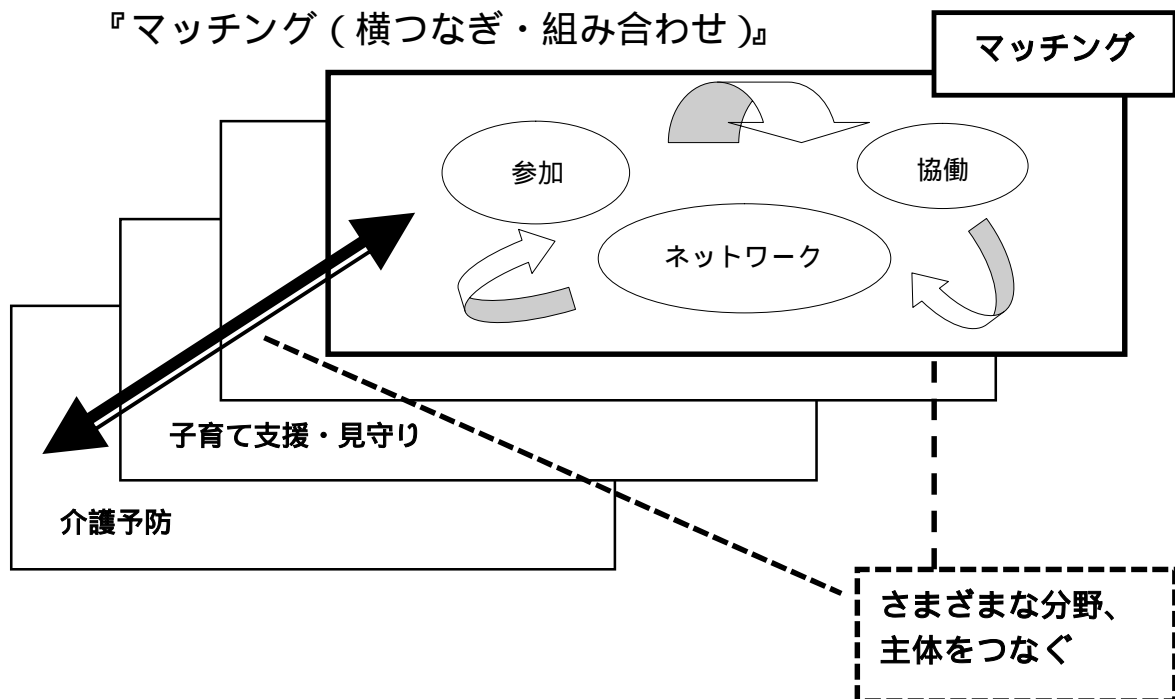 『マッチング（横つなぎ・組み合わせ）』
マッチング
参加
協働
ネットワーク
子育て支援・見守り
介護予防
さまざまな分野、
主体をつなぐ